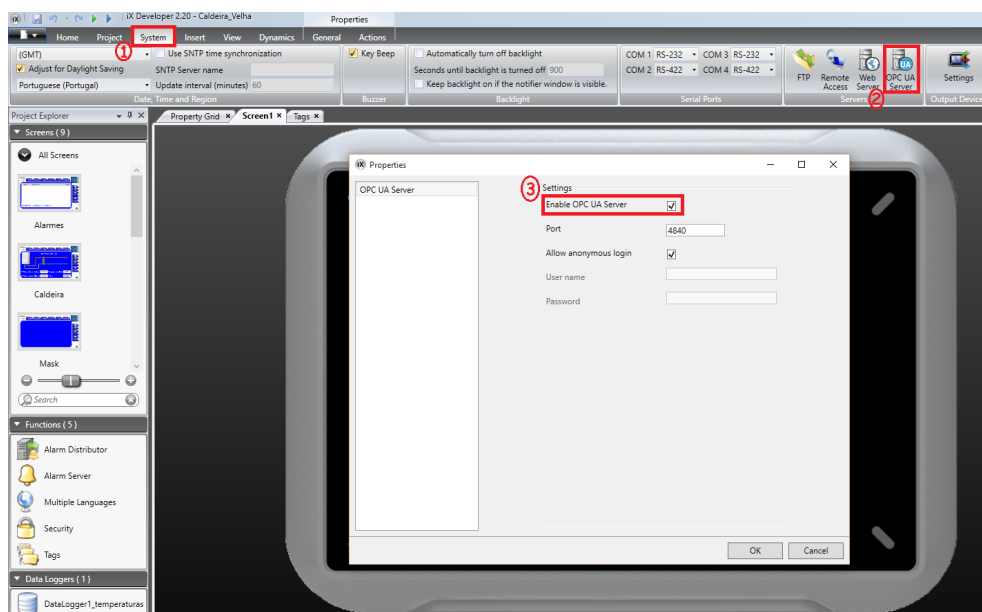 iX Developer 2.20 - Caldeira_Velha
Properties
Home Project System Insert View Dynamics General Actions
1
(GMT)
Use SNTP time synchronization
Key Beep
Automatically turn off backlight
COM 1 RS-232 COM 3 RS-232
Adjust for Daylight Saving
SNTP Server name
Seconds until backlight is turned off 900
COM 2 RS-422 COM 4 RS-422
Portuguese (Portugal)
Update interval (minutes) 60
Keep backlight on if the notifier window is visible.
FTP
Remote
Access
Web
Server
UA
OPC UA
Server
Settings
Date, Time and Region
Buzzer
Backlight
Serial Ports
Servers
2
Output Device
Project Explorer
Property Grid
Screen1
Tags
Screens ( 9 )
All Screens
Alarmes
Caldeira
Mask
Search
Functions ( 5 )
Alarm Distributor
Alarm Server
Multiple Languages
Security
Tags
Data Loggers ( 1 )
DataLogger1_temperaturas
iX Properties
OPC UA Server
3
Settings
Enable OPC UA Server
Port 4840
Allow anonymous login
User name
Password
OK
Cancel